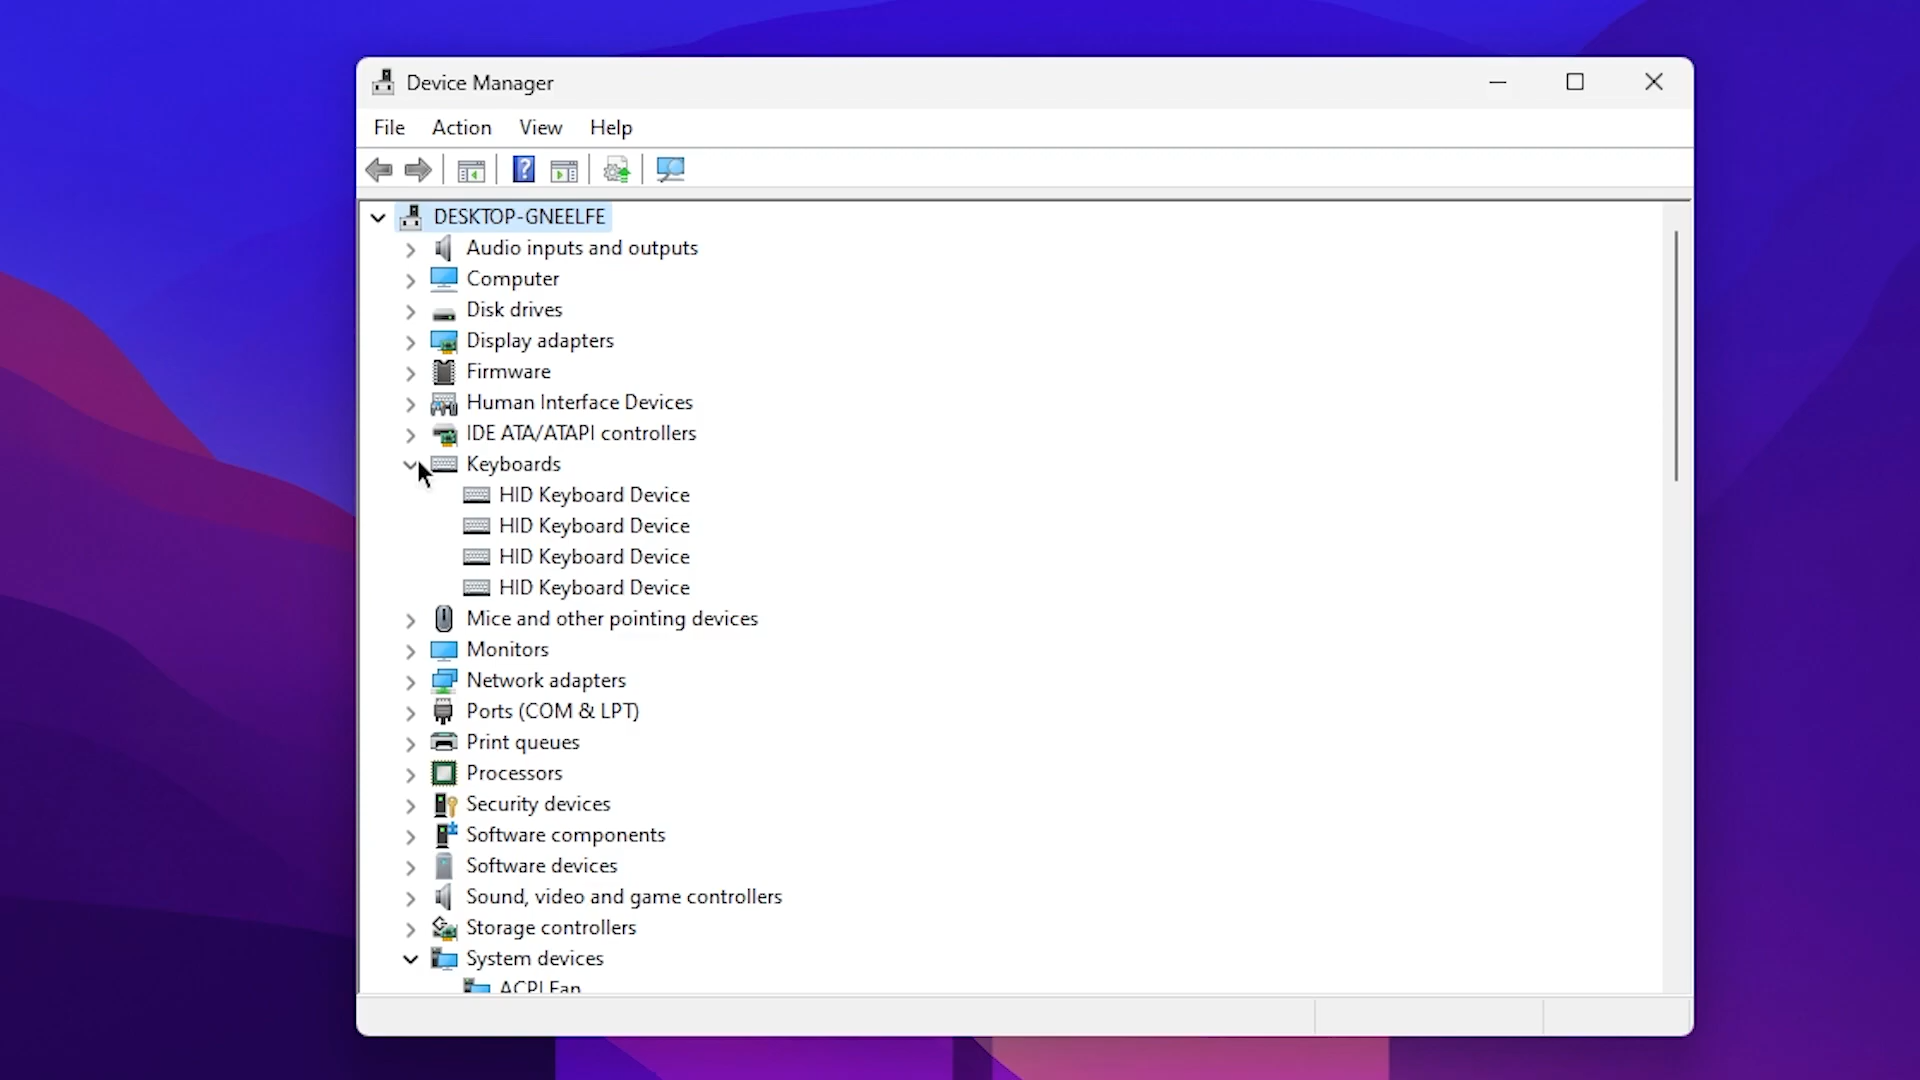 Device Manager
File Action View Help
DESKTOP-GNEELFE
Audio inputs and outputs
Computer
Disk drives
Display adapters
Firmware
Human Interface Devices
IDE ATA/ATAPI controllers
Keyboards
HID Keyboard Device
HID Keyboard Device
HID Keyboard Device
HID Keyboard Device
Mice and other pointing devices
Monitors
Network adapters
Ports (COM & LPT)
Print queues
Processors
Security devices
Software components
Software devices
Sound, video and game controllers
Storage controllers
System devices
ACPI Fan